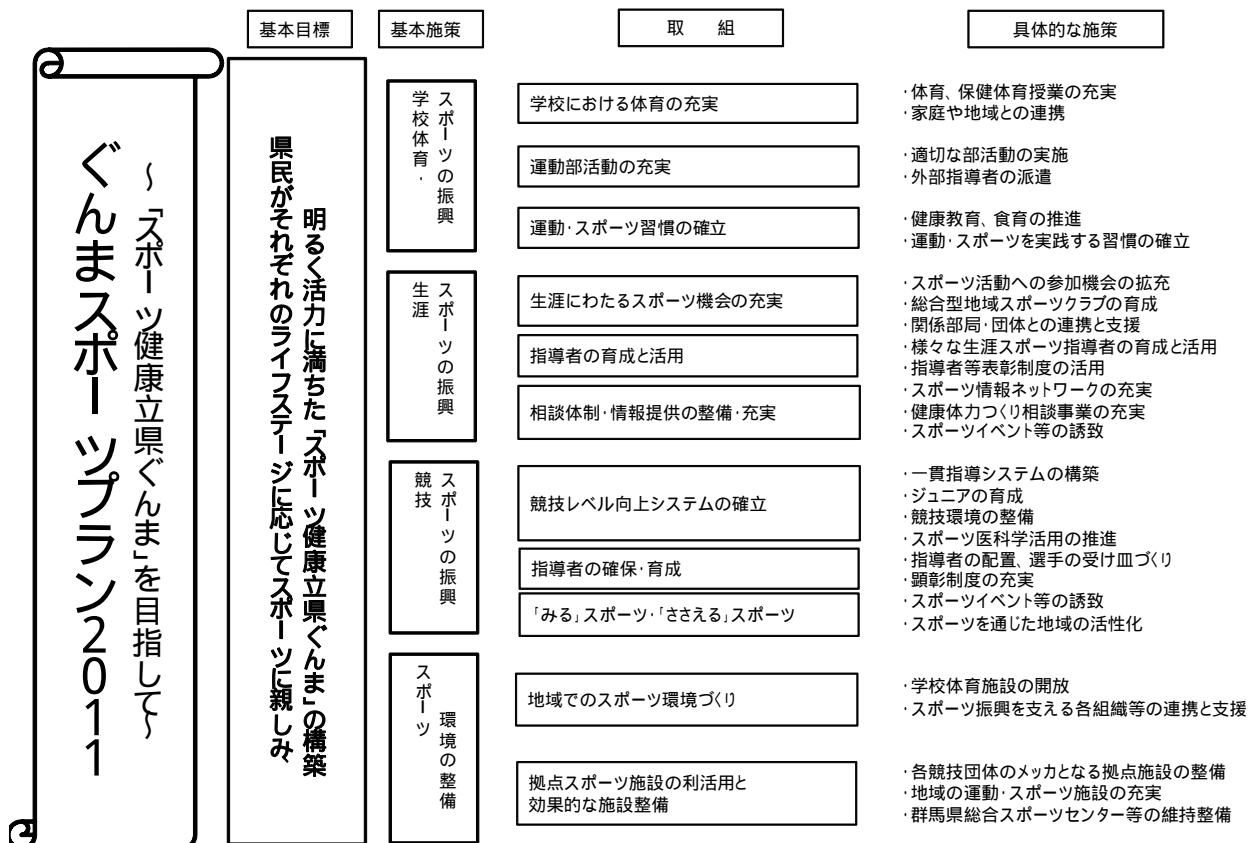 基本目標
基本施策
取 組
具体的な施策
ぐんまスポーツプラン2011
~「スポーツ健康立県ぐんま」を目指して~
県民がそれぞれのライフステージに応じてスポーツに親しみ、
明るく活力に満ちた「スポーツ健康立県ぐんま」の構築
学校体育・
スポーツの振興
学校における体育の充実
・体育、保健体育授業の充実
・家庭や地域との連携
運動部活動の充実
・適切な部活動の実施
・外部指導者の派遣
運動・スポーツ習慣の確立
・健康教育、食育の推進
・運動・スポーツを実践する習慣の確立
生涯
スポーツの振興
生涯にわたるスポーツ機会の充実
・スポーツ活動への参加機会の拡充
・総合型地域スポーツクラブの育成
・関係部局・団体との連携と支援
指導者の育成と活用
・様々な生涯スポーツ指導者の育成と活用
・指導者等表彰制度の活用
相談体制・情報提供の整備・充実
・スポーツ情報ネットワークの充実
・健康体力つくり相談事業の充実
・スポーツイベント等の誘致
競技
スポーツの振興
競技レベル向上システムの確立
・一貫指導システムの構築
・ジュニアの育成
・競技環境の整備
・スポーツ医科学活用の推進
指導者の確保・育成
・指導者の配置、選手の受け皿づくり
・顕彰制度の充実
「みる」スポーツ・「ささえる」スポーツ
・スポーツイベント等の誘致
・スポーツを通じた地域の活性化
スポーツ
環境の整備
地域でのスポーツ環境づくり
・学校体育施設の開放
・スポーツ振興を支える各組織等の連携と支援
拠点スポーツ施設の利活用と
効果的な施設整備
・各競技団体のメッカとなる拠点施設の整備
・地域の運動・スポーツ施設の充実
・群馬県総合スポーツセンター等の維持整備